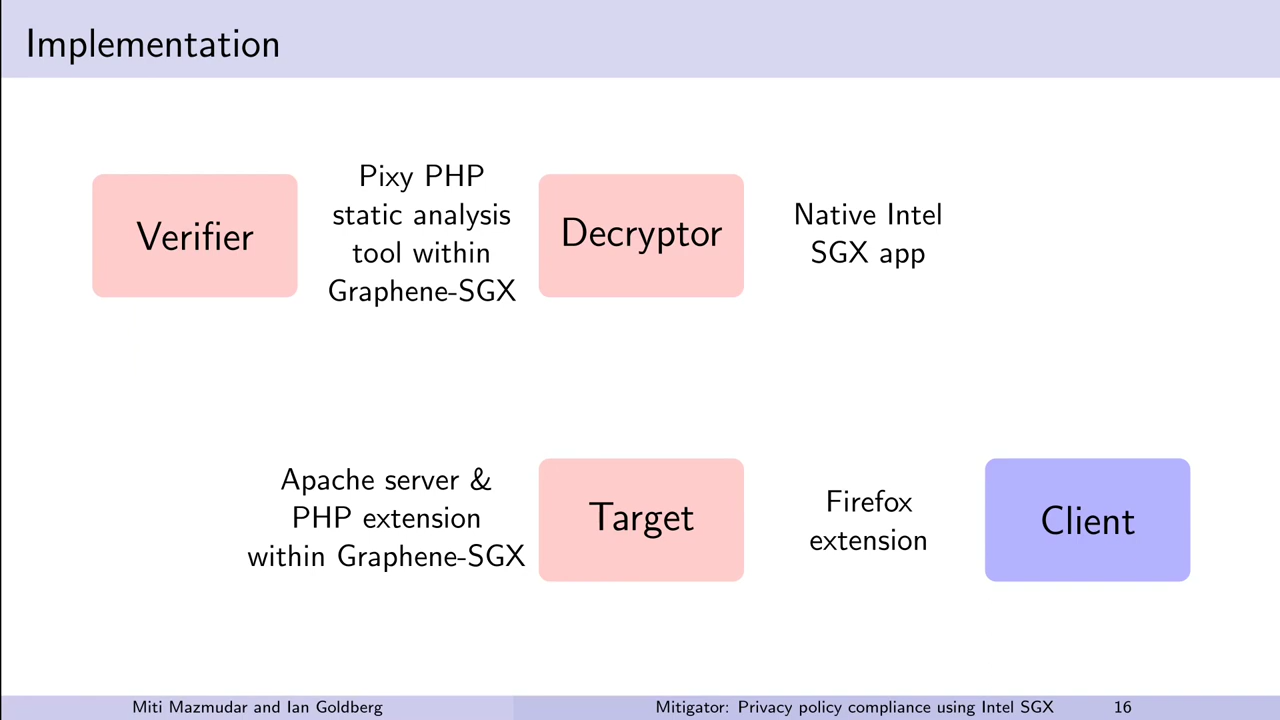 Implementation
Verifier
Pixy PHP
static analysis
tool within
Graphene-SGX
Decryptor
Native Intel
SGX app
Apache server &
PHP extension
within Graphene-SGX
Target
Firefox
extension
Client
Miti Mazmudar and Ian Goldberg
Mitigator: Privacy policy compliance using Intel SGX
16